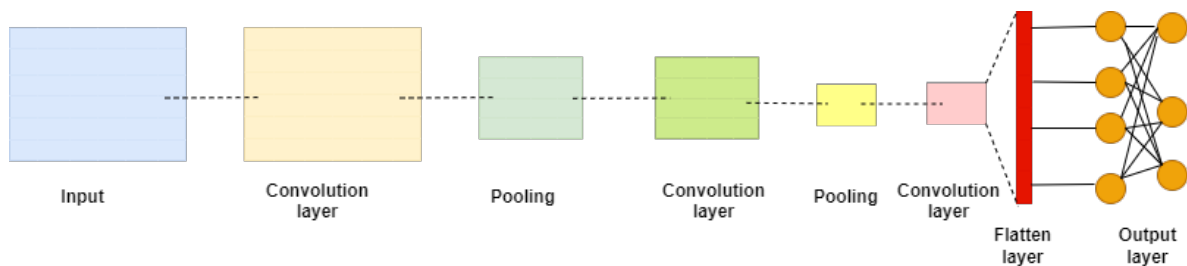 Input
Convolution
layer
Pooling
Convolution
layer
Pooling
Convolution
layer
Flatten
layer
Output
layer